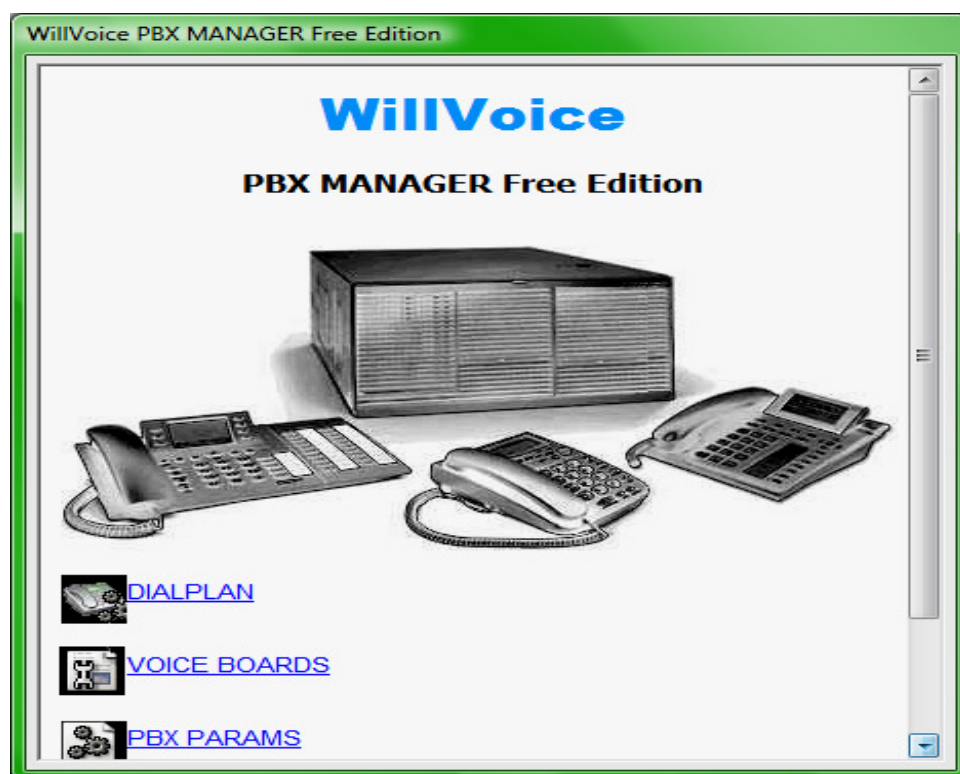 WillVoice PBX MANAGER Free Edition
WillVoice
PBX MANAGER Free Edition
DIALPLAN
VOICE BOARDS
PBX PARAMS